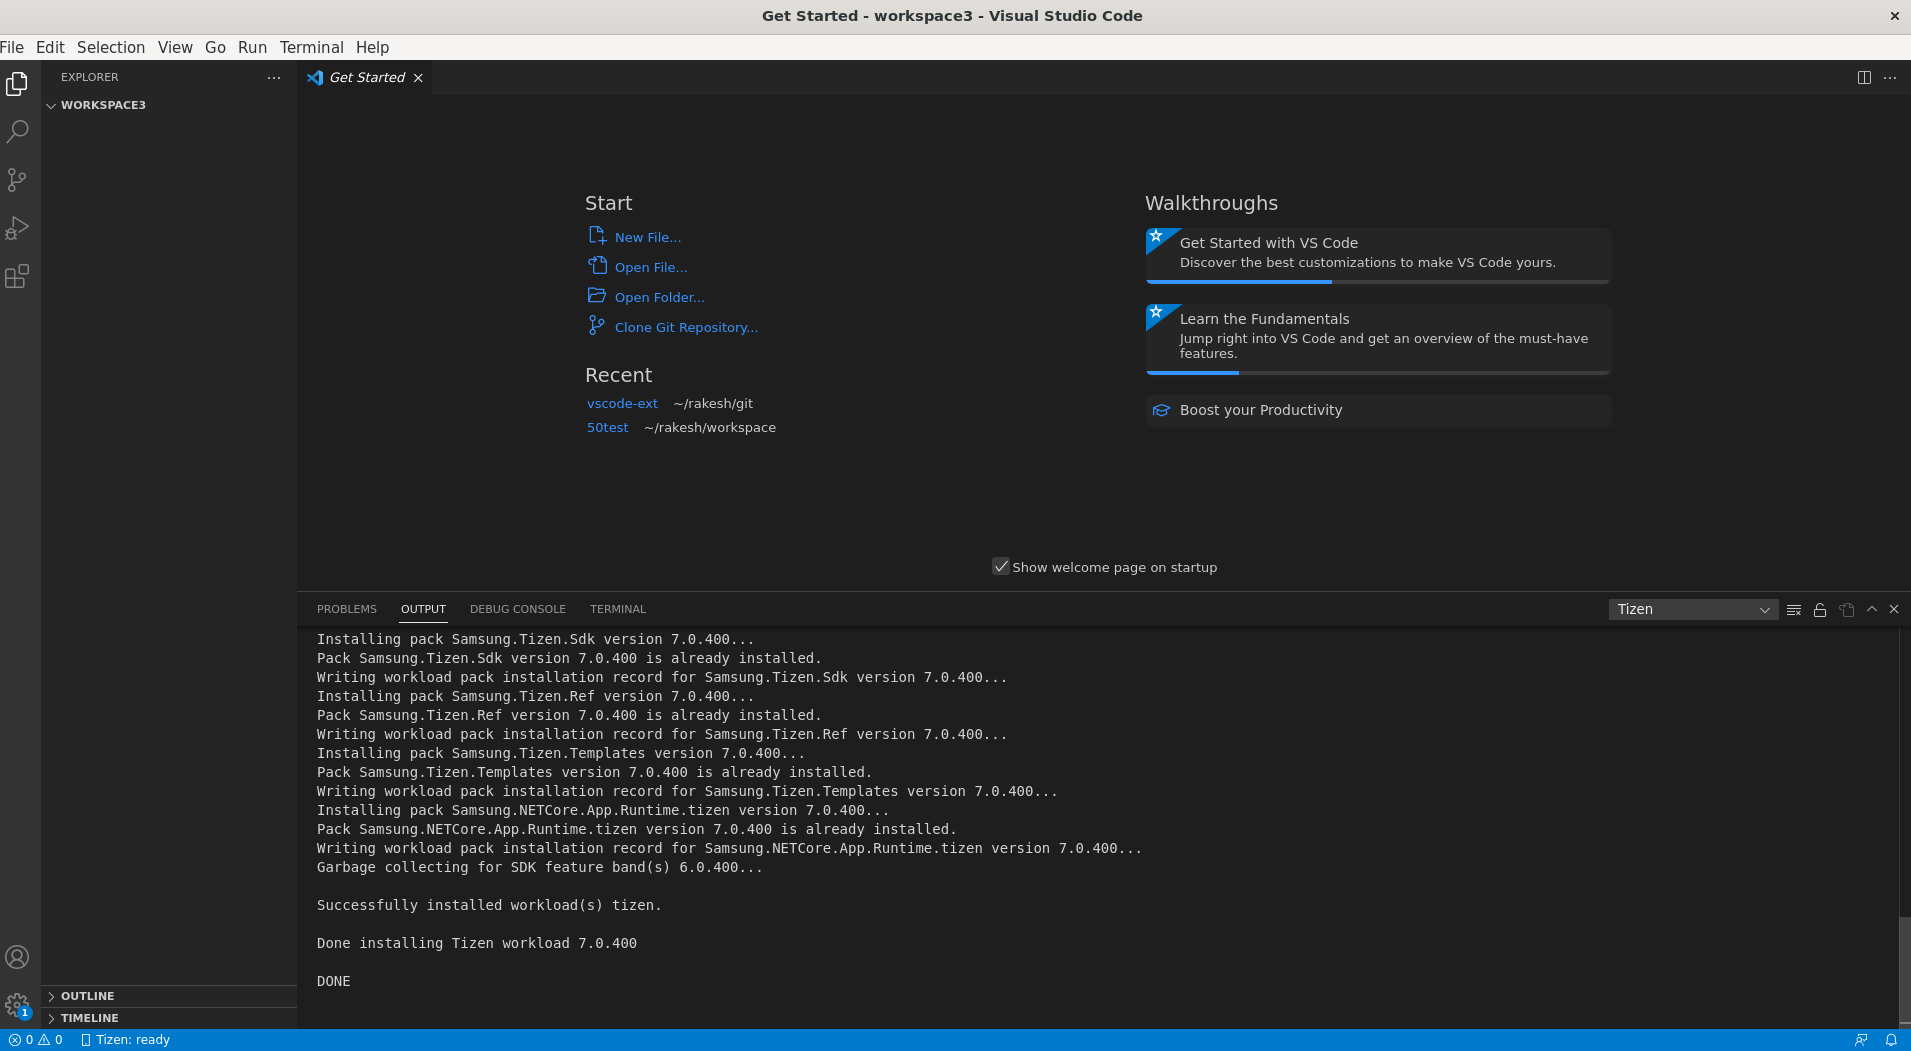 Get Started - workspace3 - Visual Studio Code
File Edit Selection View Go Run Terminal Help
EXPLORER
Get Started
WORKSPACE3
Start
New File...
Open File...
Open Folder...
Clone Git Repository...
Recent
vscode-ext ~/rakesh/git
50test ~/rakesh/workspace
Walkthroughs
Get Started with VS Code
Discover the best customizations to make VS Code yours.
Learn the Fundamentals
Jump right into VS Code and get an overview of the must-have
features.
Boost your Productivity
Show welcome page on startup
PROBLEMS OUTPUT DEBUG CONSOLE TERMINAL
Tizen
Installing pack Samsung.Tizen.Sdk version 7.0.400...
Pack Samsung.Tizen.Sdk version 7.0.400 is already installed.
Writing workload pack installation record for Samsung.Tizen.Sdk version 7.0.400...
Installing pack Samsung.Tizen.Ref version 7.0.400...
Pack Samsung.Tizen.Ref version 7.0.400 is already installed.
Writing workload pack installation record for Samsung.Tizen.Ref version 7.0.400...
Installing pack Samsung.Tizen.Templates version 7.0.400...
Pack Samsung.Tizen.Templates version 7.0.400 is already installed.
Writing workload pack installation record for Samsung.Tizen.Templates version 7.0.400...
Installing pack Samsung.NETCore.App.Runtime.tizen version 7.0.400...
Pack Samsung.NETCore.App.Runtime.tizen version 7.0.400 is already installed.
Writing workload pack installation record for Samsung.NETCore.App.Runtime.tizen version 7.0.400...
Garbage collecting for SDK feature band(s) 6.0.400...
Successfully installed workload(s) tizen.
Done installing Tizen workload 7.0.400
DONE
OUTLINE
1
TIMELINE
0 0 Tizen: ready